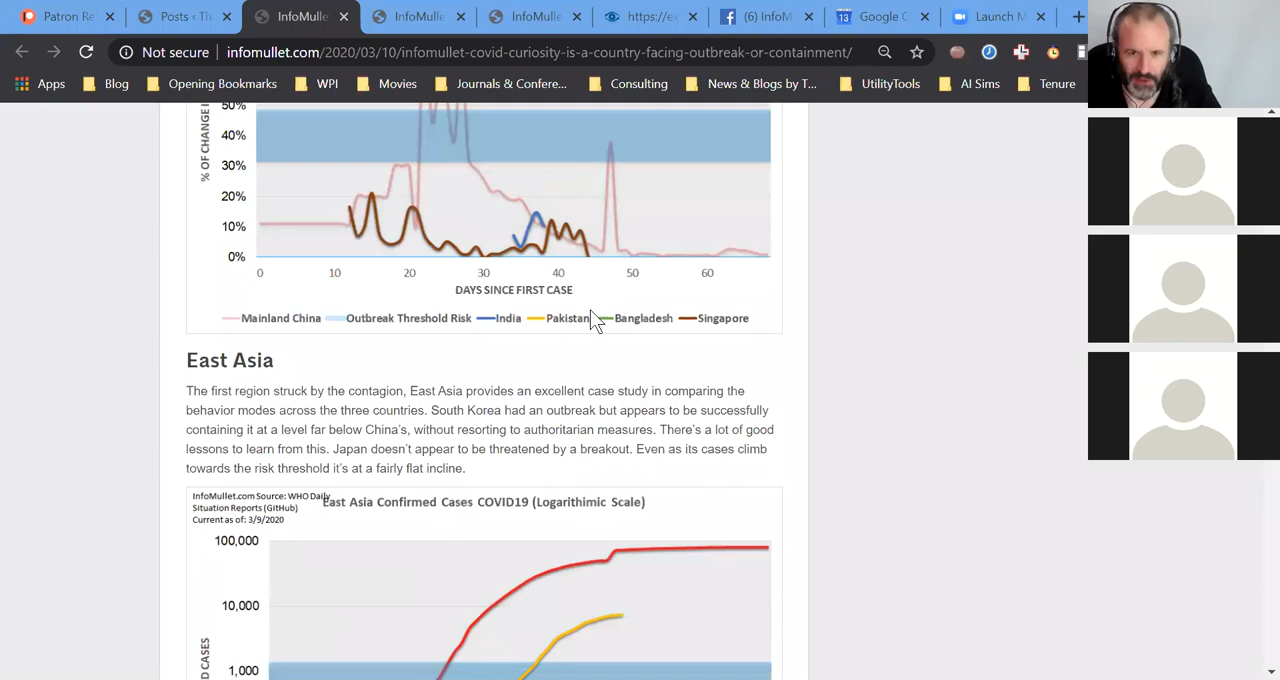 Patron Re
Posts ‹ Th
InfoMulle
InfoMulle
InfoMulle
https://ex
(6) InfoM
Google C
Launch M
Not secure
infomullet.com/2020/03/10/infomullet-covid-curiosity-is-a-country-facing-outbreak-or-containment/
Apps
Blog
Opening Bookmarks
WPI
Movies
Journals & Confere...
Consulting
News & Blogs by T...
UtilityTools
AI Sims
Tenure
% OF CHANGE
50%
40%
30%
20%
10%
0%
0 10 20 30 40 50 60
DAYS SINCE FIRST CASE
Mainland China Outbreak Threshold Risk India Pakistan Bangladesh Singapore
East Asia
The first region struck by the contagion, East Asia provides an excellent case study in comparing the
behavior modes across the three countries. South Korea had an outbreak but appears to be successfully
containing it at a level far below China's, without resorting to authoritarian measures. There's a lot of good
lessons to learn from this. Japan doesn't appear to be threatened by a breakout. Even as its cases climb
towards the risk threshold it's at a fairly flat incline.
InfoMullet.com Source: WHO Daily
Situation Reports (GitHub)
Current as of: 3/9/2020
East Asia Confirmed Cases COVID19 (Logarithimic Scale)
100,000
10,000
1,000
D CASES